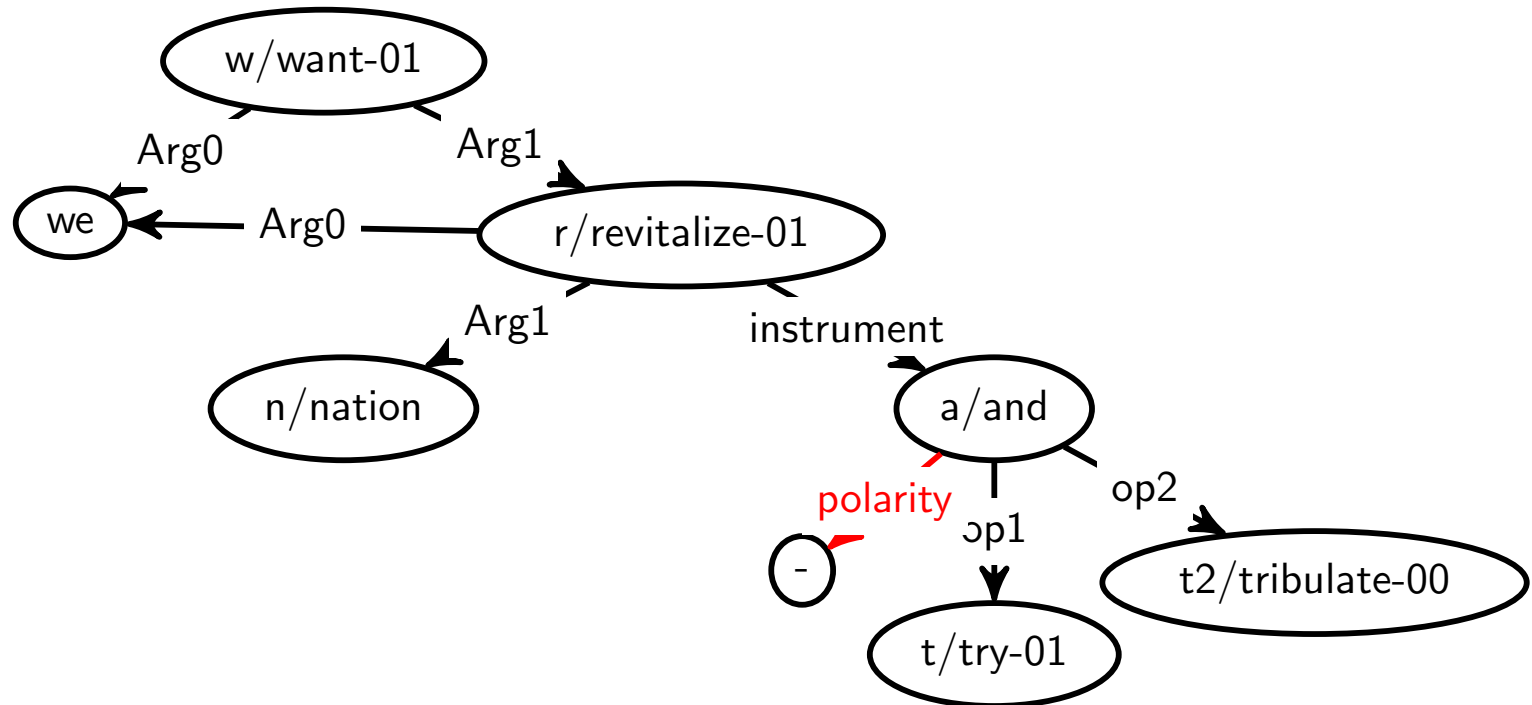 w/want-01
Arg0
Arg1
we
Arg0
r/revitalize-01
Arg1
instrument
n/nation
a/and
polarity
op1
op2
-
t2/tribulate-00
t/try-01